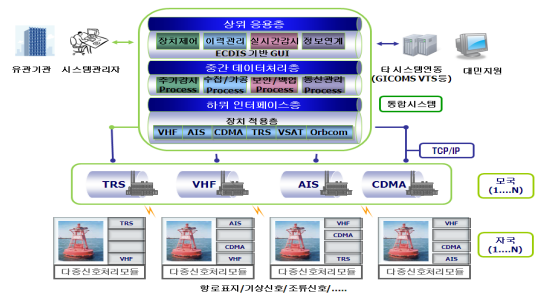 상위 응용층
장치제어 이력관리 실시간감시 정보연계
ECDIS 기반 GUI
중간 데이터처리층
주기감시 수집/가공 보안/백업 통신관리
Process Process Process Process
하위 인터페이스층
장치 적용층
VHF AIS CDMA TRS VSAT Orbcom
유관기관
시스템관리자
타 시스템연동
(GICOMS VTS등)
대민지원
통합시스템
TCP/IP
TRS VHF AIS CDMA
모국
(1....N)
TRS
VHF
다중신호처리모듈
AIS
CDMA
VHF
다중신호처리모듈
VHF
CDMA
TRS
다중신호처리모듈
VHF
CDMA
AIS
다중신호처리모듈
자국
(1....N)
항로표지/기상신호/조류신호/.....